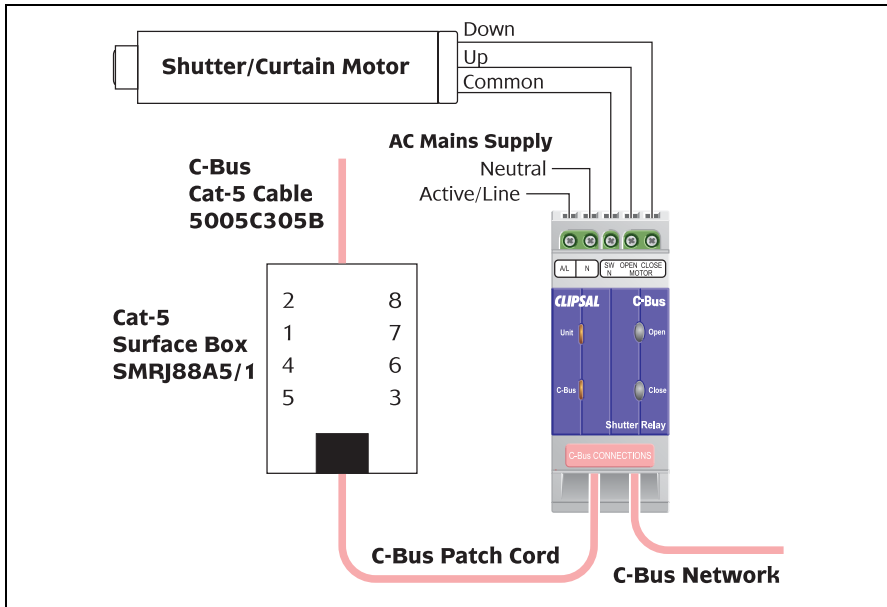 Down
Up
Common
Shutter/Curtain Motor
AC Mains Supply
Neutral
Active/Line
C-Bus
Cat-5 Cable
5005C305B
A/L N SW N OPEN CLOSE MOTOR
CLIPSAL C-Bus
Unit Open
C-Bus Close
Shutter Relay
C-Bus CONNECTIONS
Cat-5
Surface Box
SMRJ88A5/1
2 8
1 7
4 6
5 3
C-Bus Patch Cord
C-Bus Network